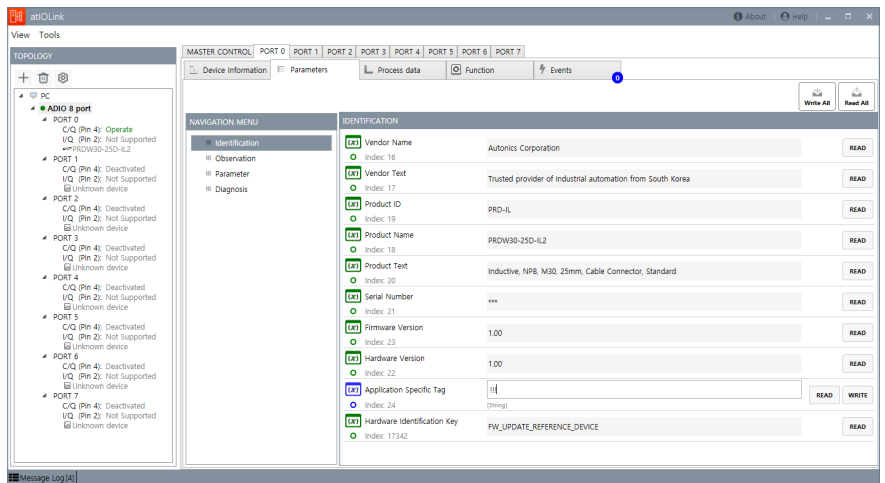 atIOLink
About
Help
View Tools
TOPOLOGY
PC
ADIO 8 port
PORT 0
C/Q (Pin 4): Operate
I/Q (Pin 2): Not Supported
PRDW30-25D-IL2
PORT 1
C/Q (Pin 4): Deactivated
I/Q (Pin 2): Not Supported
Unknown device
PORT 2
C/Q (Pin 4): Deactivated
I/Q (Pin 2): Not Supported
Unknown device
PORT 3
C/Q (Pin 4): Deactivated
I/Q (Pin 2): Not Supported
Unknown device
PORT 4
C/Q (Pin 4): Deactivated
I/Q (Pin 2): Not Supported
Unknown device
PORT 5
C/Q (Pin 4): Deactivated
I/Q (Pin 2): Not Supported
Unknown device
PORT 6
C/Q (Pin 4): Deactivated
I/Q (Pin 2): Not Supported
Unknown device
PORT 7
C/Q (Pin 4): Deactivated
I/Q (Pin 2): Not Supported
Unknown device
MASTER CONTROL PORT 0 PORT 1 PORT 2 PORT 3 PORT 4 PORT 5 PORT 6 PORT 7
Device Information Parameters Process data Function Events
0
Write All Read All
NAVIGATION MENU
Identification
Observation
Parameter
Diagnosis
IDENTIFICATION
(x) Vendor Name Autonics Corporation READ
Index: 16
(x) Vendor Text Trusted provider of industrial automation from South Korea READ
Index: 17
(x) Product ID PRD-IL READ
Index: 19
(x) Product Name PRDW30-25D-IL2 READ
Index: 18
(x) Product Text Inductive, NPB, M30, 25mm, Cable Connector, Standard READ
Index: 20
(x) Serial Number *** READ
Index: 21
(x) Firmware Version 1.00 READ
Index: 23
(x) Hardware Version 1.00 READ
Index: 22
(x) Application Specific Tag !!! READ WRITE
Index: 24 [String]
(x) Hardware Identification Key FW_UPDATE_REFERENCE_DEVICE READ
Index: 17342
Message Log[4]